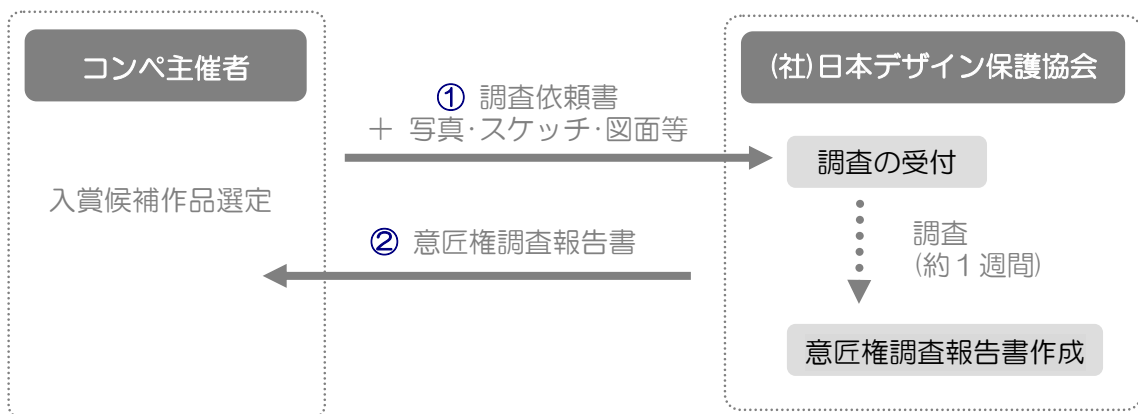 コンペ主催者
入賞候補作品選定
① 調査依頼書
＋ 写真・スケッチ・図面等
② 意匠権調査報告書
(社)日本デザイン保護協会
調査の受付
調査
(約１週間)
意匠権調査報告書作成